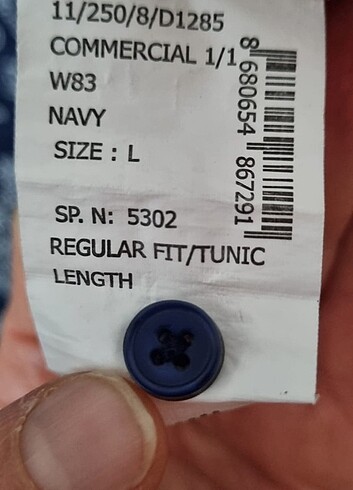 11/250/8/D1285
COMMERCIAL 1/1
W83
NAVY
SIZE : L
SP. N: 5302
REGULAR FIT/TUNIC
LENGTH
8 680654 867291